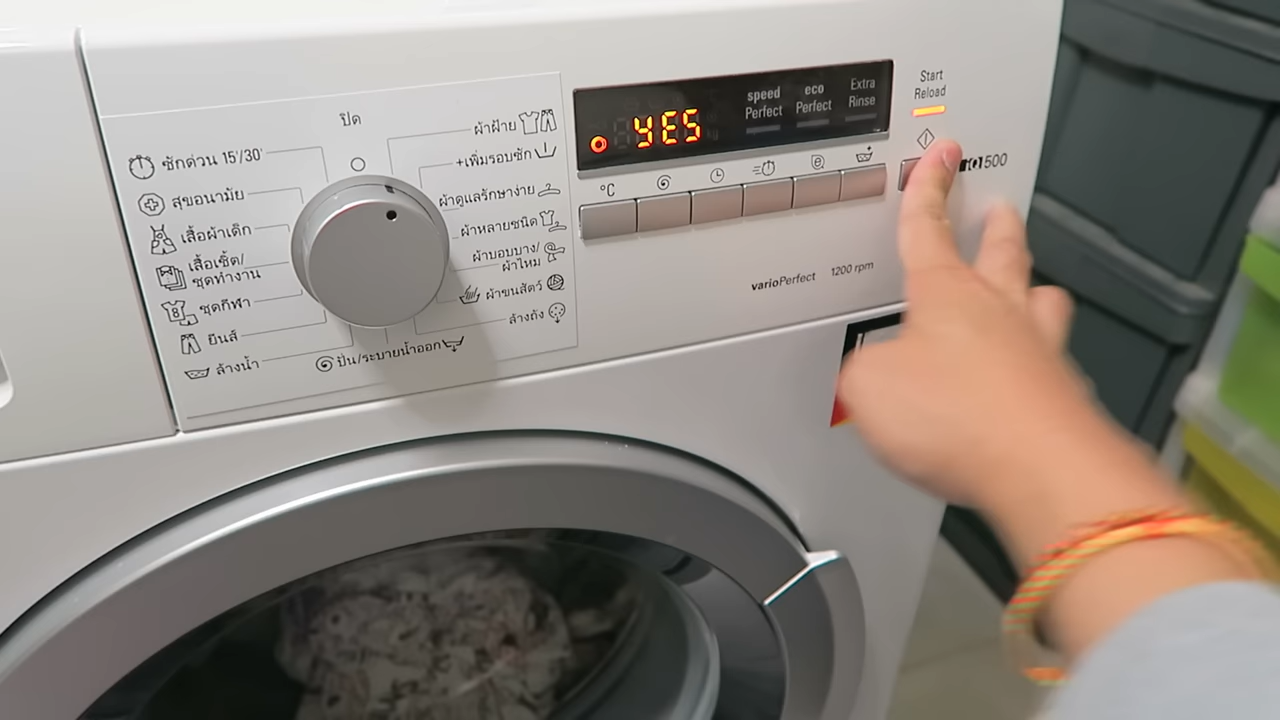 ปิด
ซักด่วน 15'/30'
สุขอนามัย
เสื้อผ้าเด็ก
เสื้อเชิ้ต/
ชุดทำงาน
ชุดกีฬา
ยีนส์
ล้างน้ำ
ผ้าฝ้าย
+เพิ่มรอบซัก
ผ้าดูแลรักษาง่าย
ผ้าหลายชนิด
ผ้าบอบบาง/
ผ้าไหม
ผ้าขนสัตว์
ล้างถัง
ปั่น/ระบายน้ำออก
YES
speed
Perfect
eco
Perfect
Extra
Rinse
°C
Start
Reload
iQ500
varioPerfect 1200 rpm